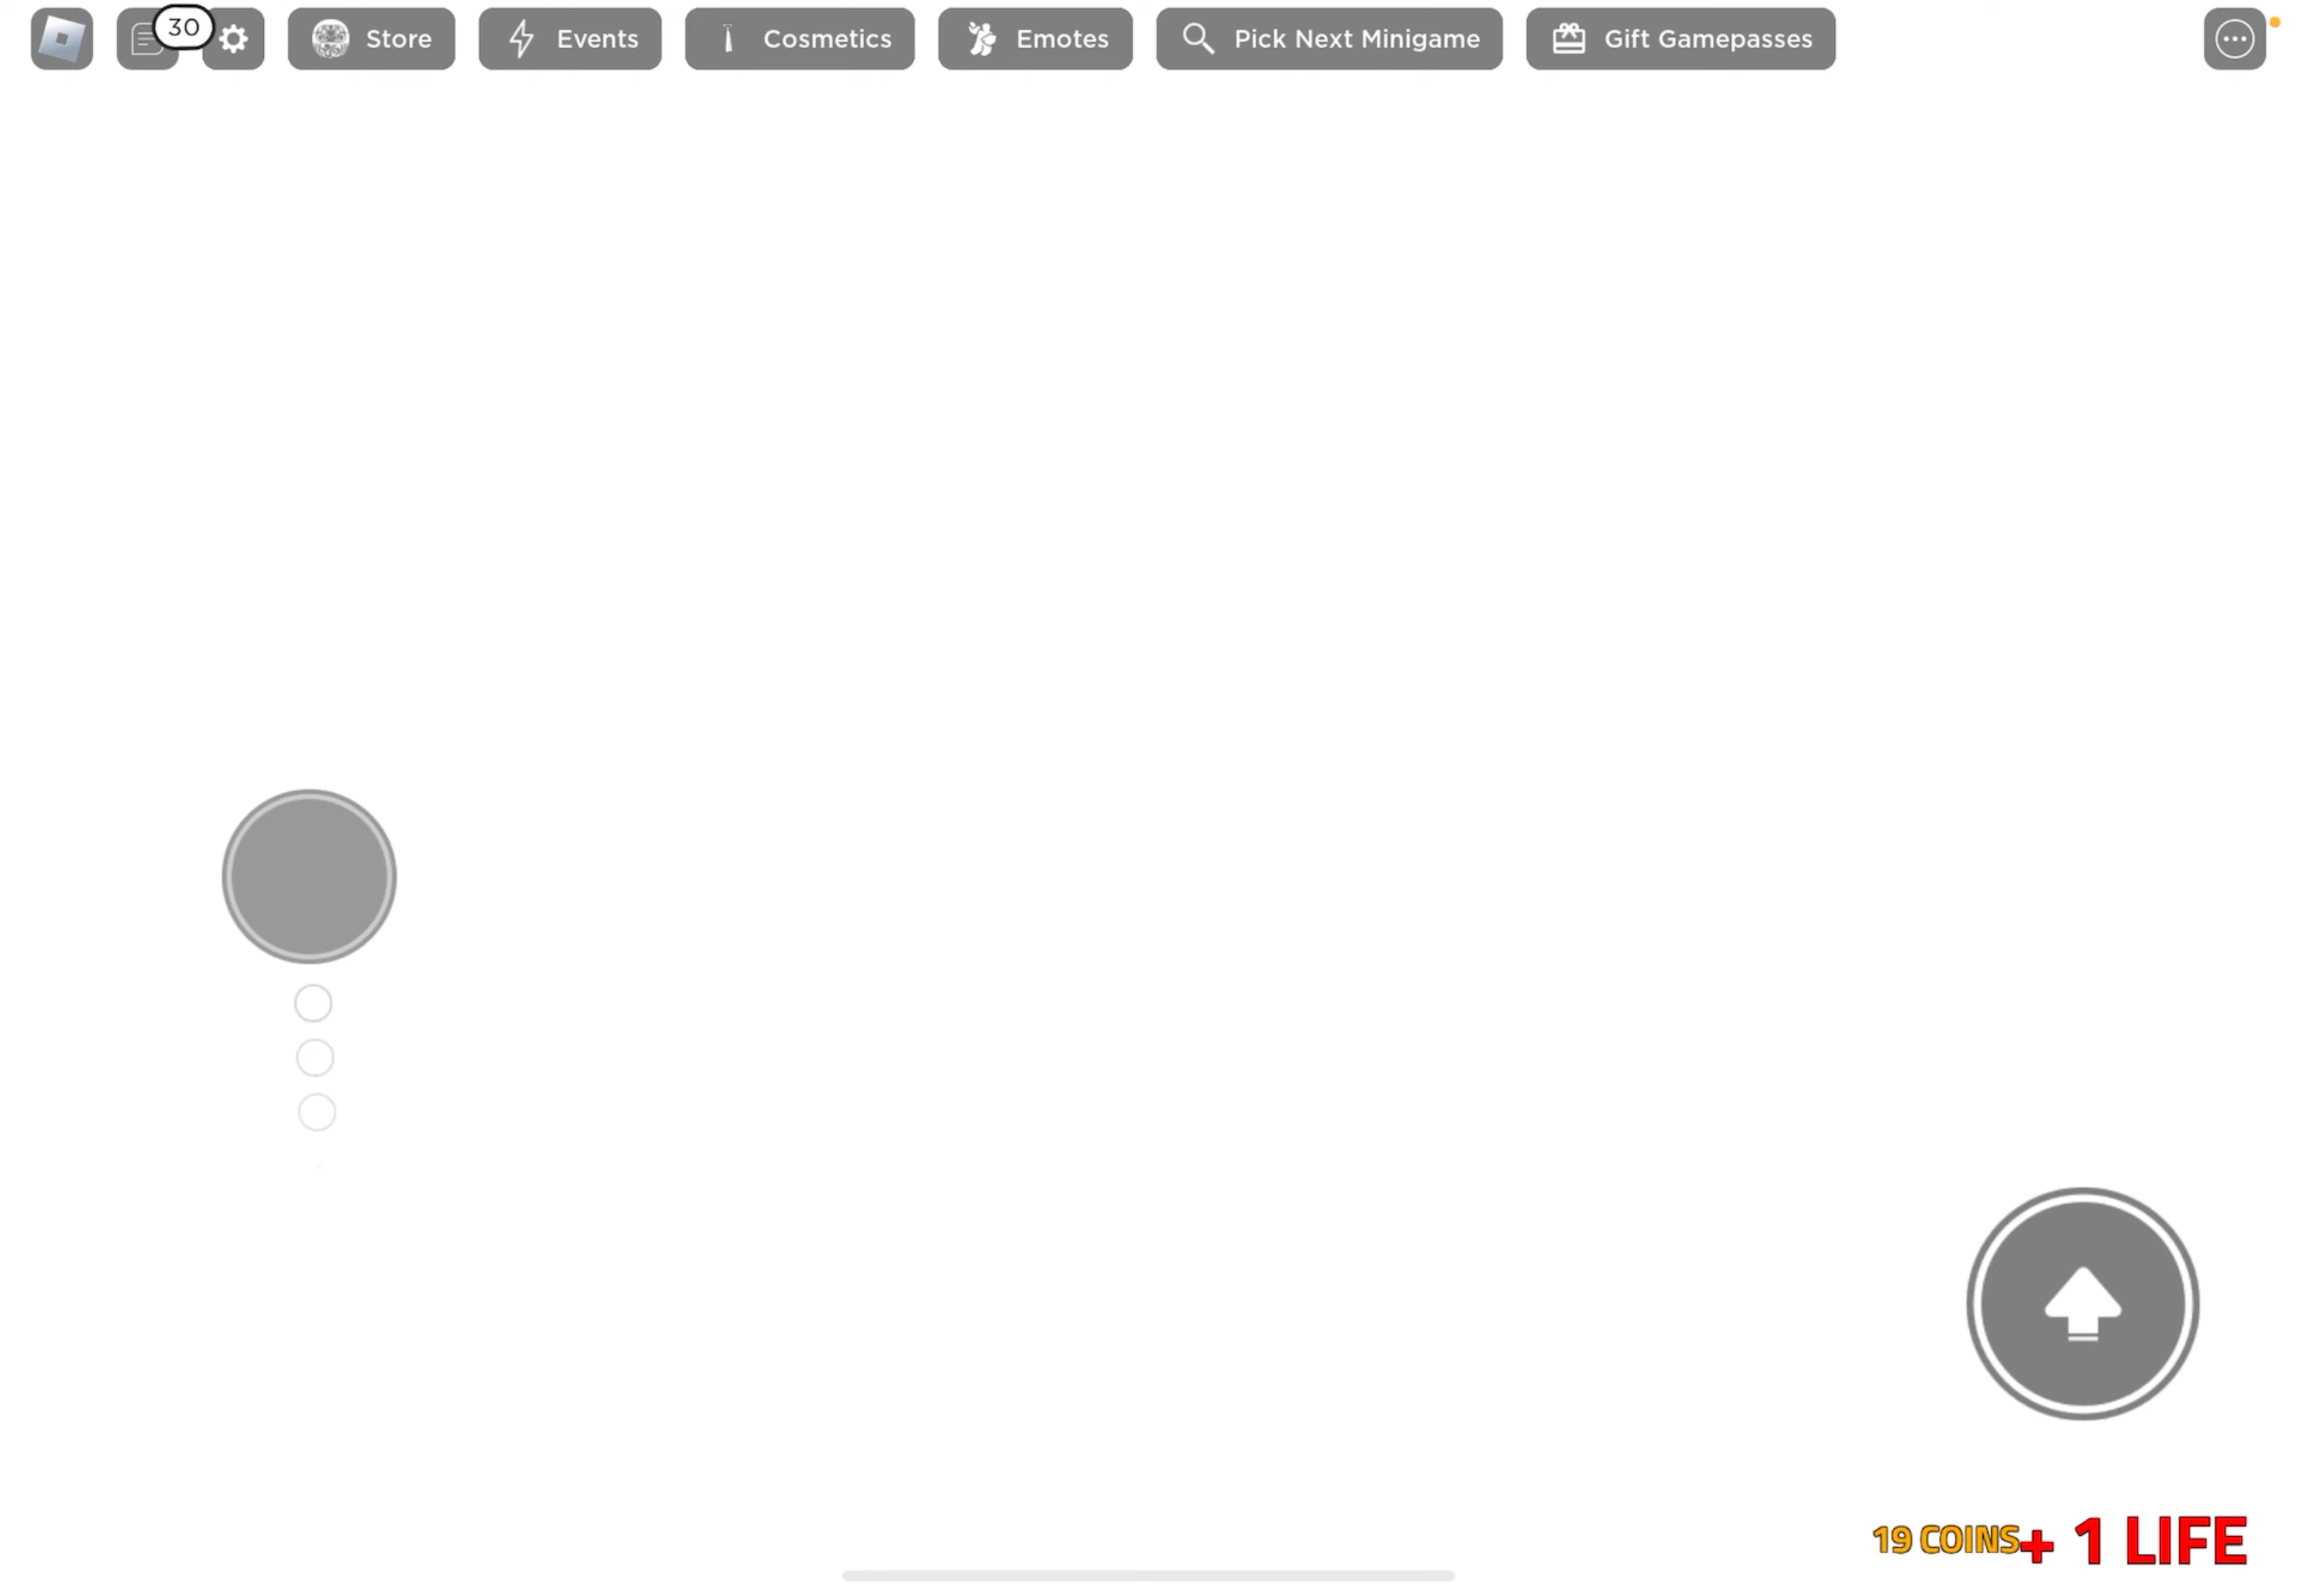 30
Store
Events
Cosmetics
Emotes
Pick Next Minigame
Gift Gamepasses
19 COINS
+ 1 LIFE